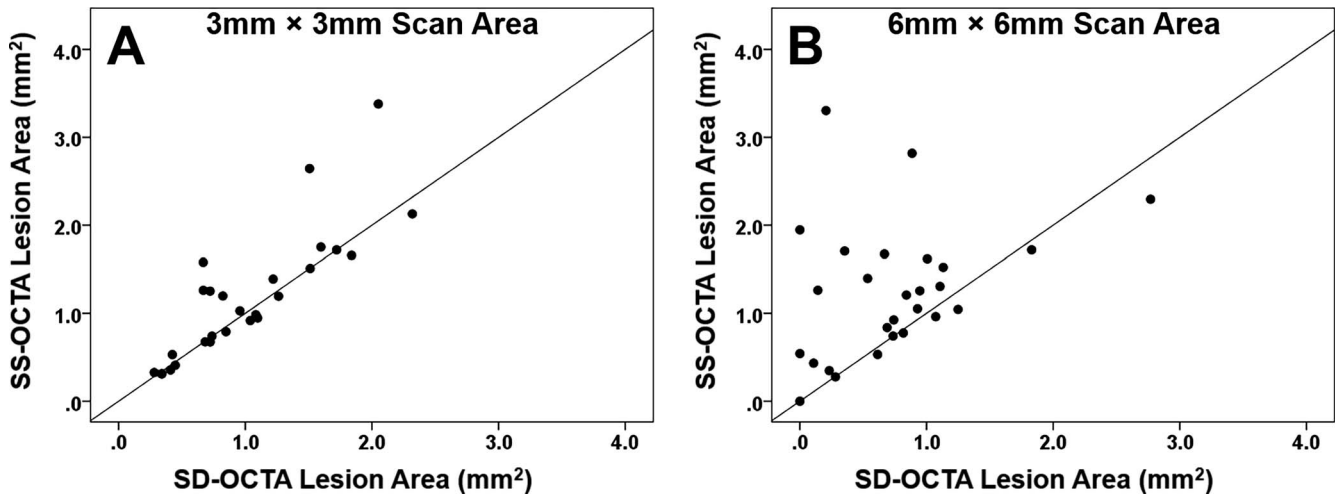 A
3mm × 3mm Scan Area
SS-OCTA Lesion Area (mm²)
4.0
3.0
2.0
1.0
.0
.0 1.0 2.0 3.0 4.0
SD-OCTA Lesion Area (mm²)
B
6mm × 6mm Scan Area
SS-OCTA Lesion Area (mm²)
4.0
3.0
2.0
1.0
.0
.0 1.0 2.0 3.0 4.0
SD-OCTA Lesion Area (mm²)